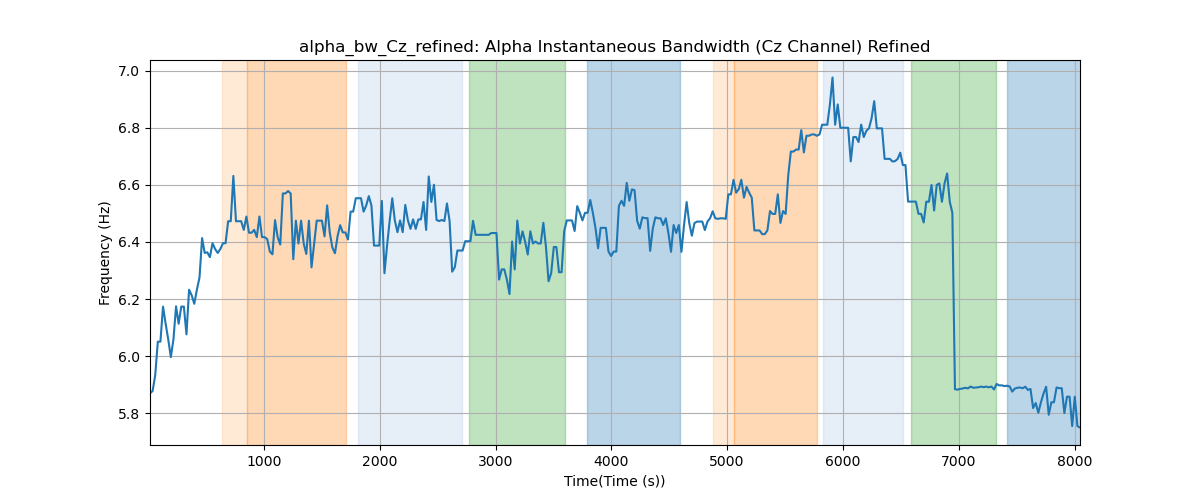 alpha_bw_Cz_refined: Alpha Instantaneous Bandwidth (Cz Channel) Refined
7.0
6.8
6.6
6.4
6.2
6.0
5.8
Frequency (Hz)
1000 2000 3000 4000 5000 6000 7000 8000
Time(Time (s))